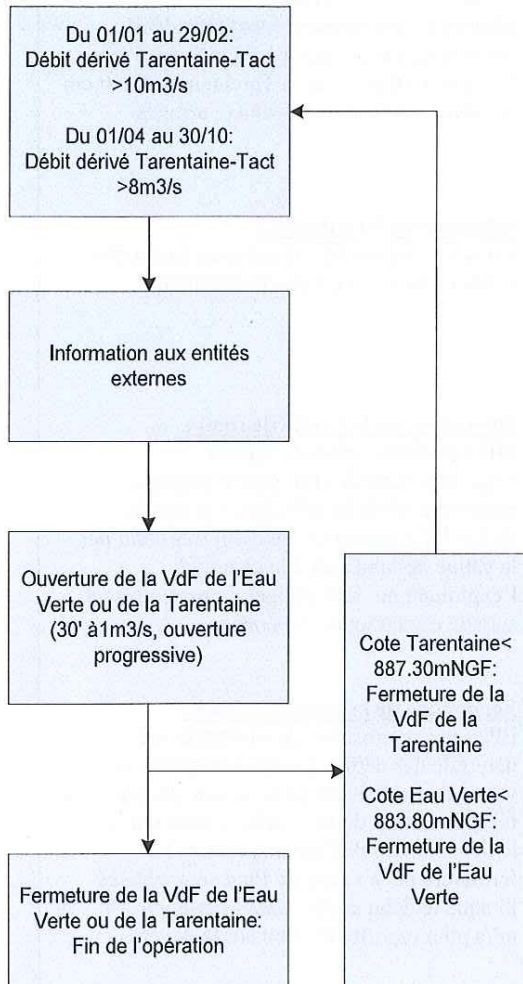 Du 01/01 au 29/02:
Débit dérivé Tarentaine-Tact
>10m3/s
Du 01/04 au 30/10:
Débit dérivé Tarentaine-Tact
>8m3/s
Information aux entités
externes
Ouverture de la VdF de l'Eau
Verte ou de la Tarentaine
(30' à1m3/s, ouverture
progressive)
Cote Tarentaine<
887.30mNGF:
Fermeture de la
VdF de la
Tarentaine
Cote Eau Verte<
883.80mNGF:
Fermeture de la
VdF de l'Eau
Verte
Fermeture de la VdF de l'Eau
Verte ou de la Tarentaine:
Fin de l'opération